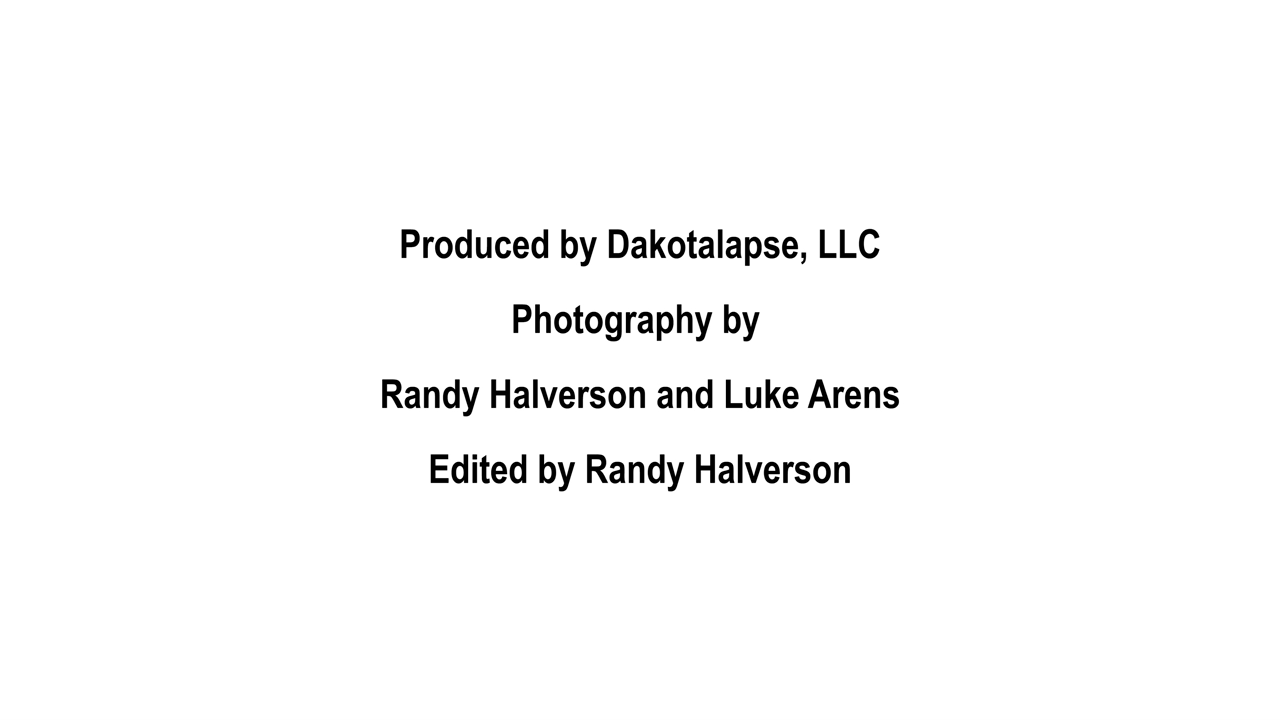 Produced by Dakotalapse, LLC
Photography by
Randy Halverson and Luke Arens
Edited by Randy Halverson